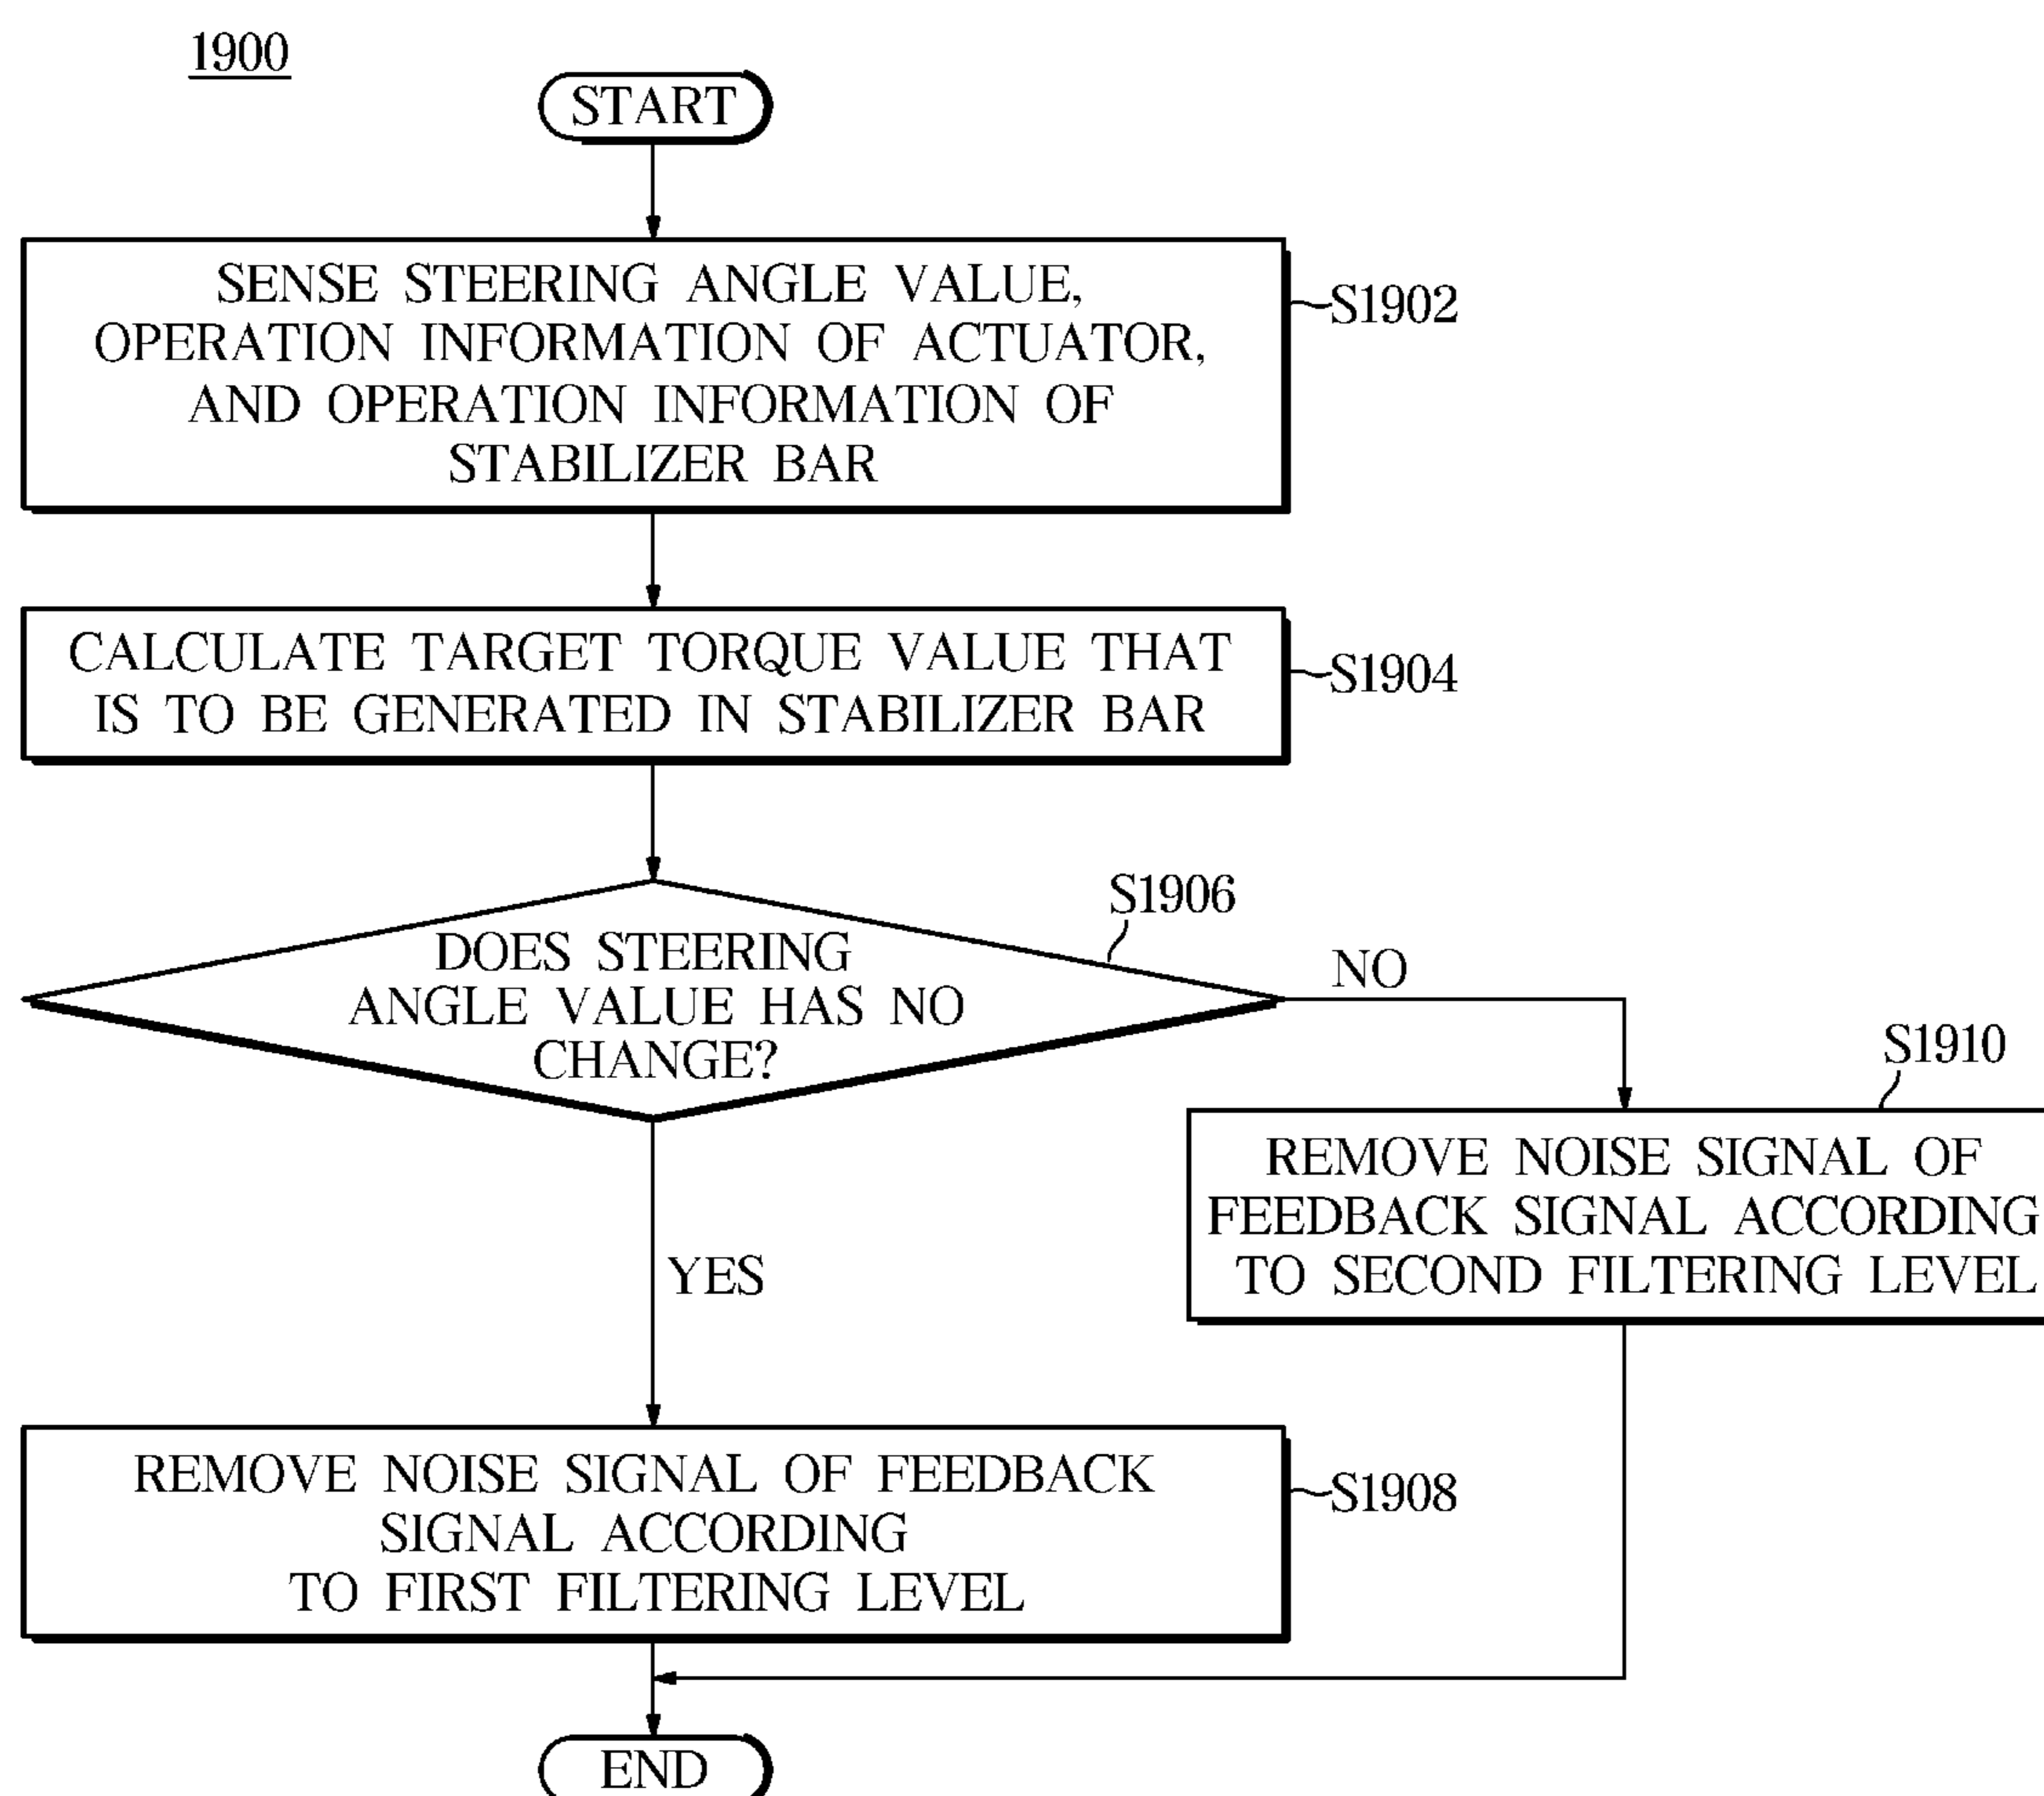 1900
START
SENSE STEERING ANGLE VALUE,
OPERATION INFORMATION OF ACTUATOR,
AND OPERATION INFORMATION OF
STABILIZER BAR
S1902
CALCULATE TARGET TORQUE VALUE THAT
IS TO BE GENERATED IN STABILIZER BAR
S1904
S1906
DOES STEERING
ANGLE VALUE HAS NO
CHANGE?
NO
S1910
REMOVE NOISE SIGNAL OF
FEEDBACK SIGNAL ACCORDING
TO SECOND FILTERING LEVEL
YES
REMOVE NOISE SIGNAL OF FEEDBACK
SIGNAL ACCORDING
TO FIRST FILTERING LEVEL
S1908
END